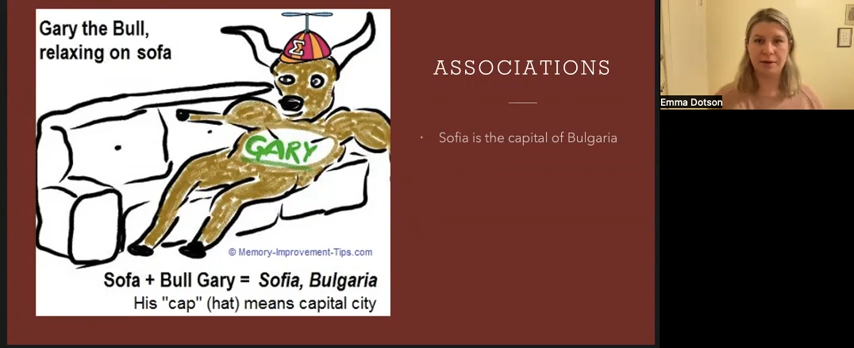 Gary the Bull,
relaxing on sofa
Σ
GARY
© Memory-Improvement-Tips.com
Sofa + Bull Gary = Sofia, Bulgaria
His "cap" (hat) means capital city
ASSOCIATIONS
• Sofia is the capital of Bulgaria
Emma Dotson